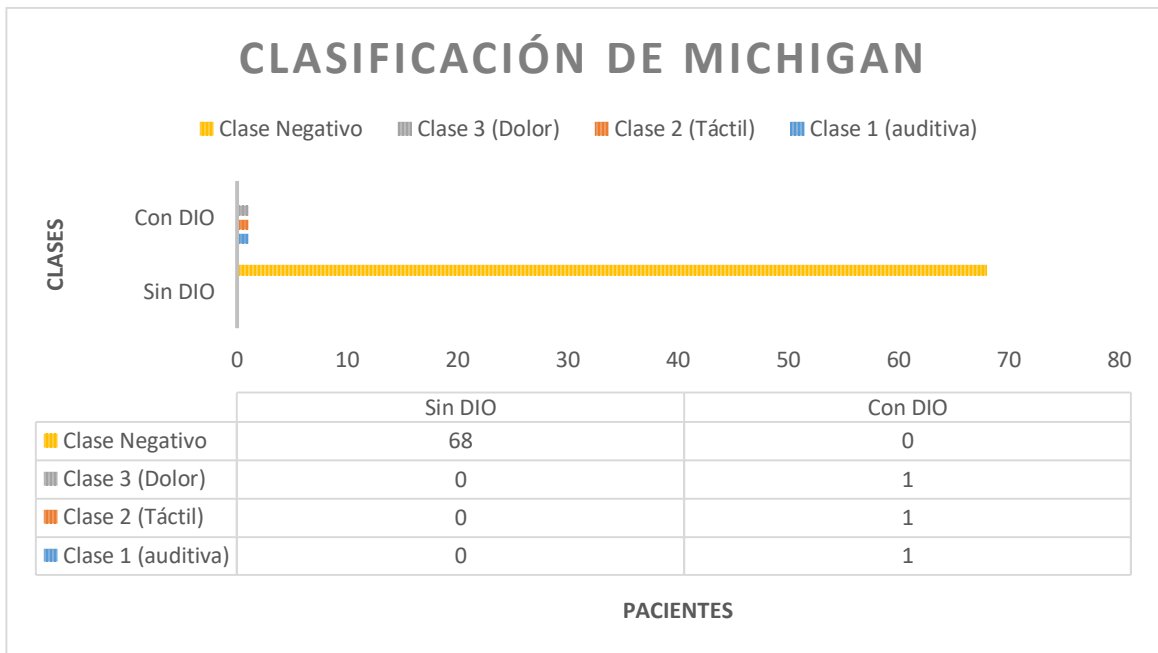 CLASIFICACIÓN DE MICHIGAN
Clase Negativo Clase 3 (Dolor) Clase 2 (Táctil) Clase 1 (auditiva)
CLASES
Con DIO
Sin DIO
0 10 20 30 40 50 60 70 80
Sin DIO Con DIO
Clase Negativo 68 0
Clase 3 (Dolor) 0 1
Clase 2 (Táctil) 0 1
Clase 1 (auditiva) 0 1
PACIENTES